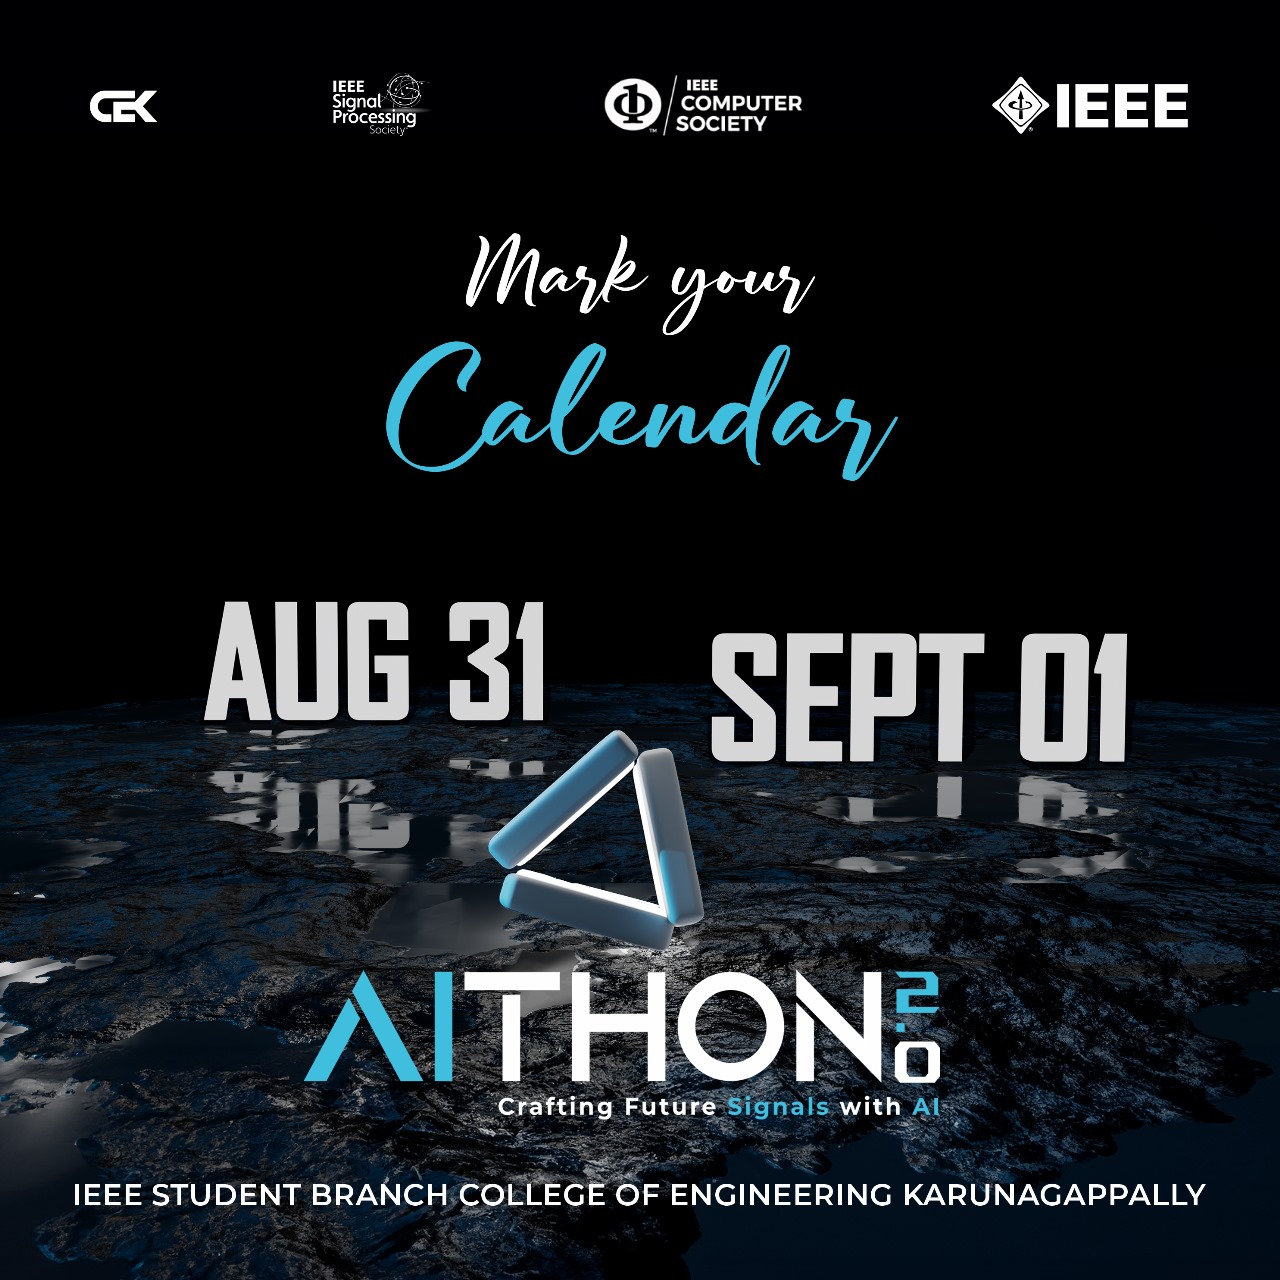 CEK
IEEE
Signal
Processing
Society
IEEE
COMPUTER
SOCIETY
TM
IEEE
®
Mark your
Calendar
AUG 31
SEPT 01
AITHON 2.0
Crafting Future Signals with AI
IEEE STUDENT BRANCH COLLEGE OF ENGINEERING KARUNAGAPPALLY